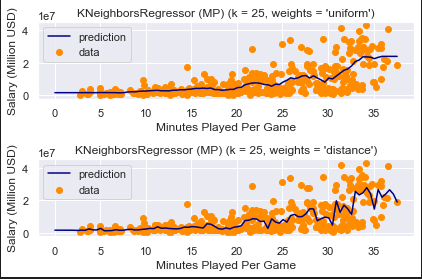 KNeighborsRegressor (MP) (k = 25, weights = 'uniform')
1e7
Salary (Million USD)
4
2
0
prediction
data
0 5 10 15 20 25 30 35
Minutes Played Per Game
KNeighborsRegressor (MP) (k = 25, weights = 'distance')
1e7
Salary (Million USD)
4
2
0
prediction
data
0 5 10 15 20 25 30 35
Minutes Played Per Game